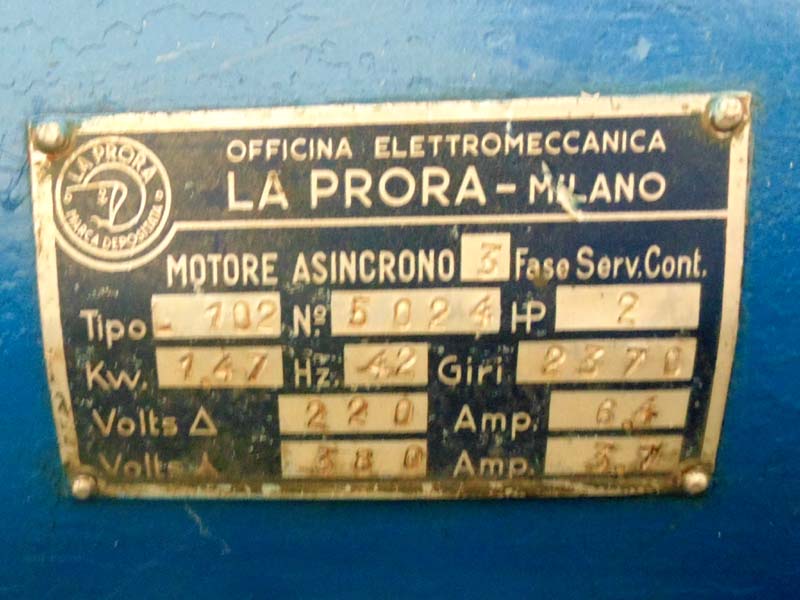 LA PRORA
MARCA DEPOSITATA
OFFICINA ELETTROMECCANICA
LA PRORA - MILANO
MOTORE ASINCRONO 3 Fase Serv. Cont.
Tipo - 102 Nº 5024 HP 2
Kw. 1,47 Hz. 42 Giri 2370
Volts Δ 220 Amp. 6,4
Volts 380 Amp. 3,7